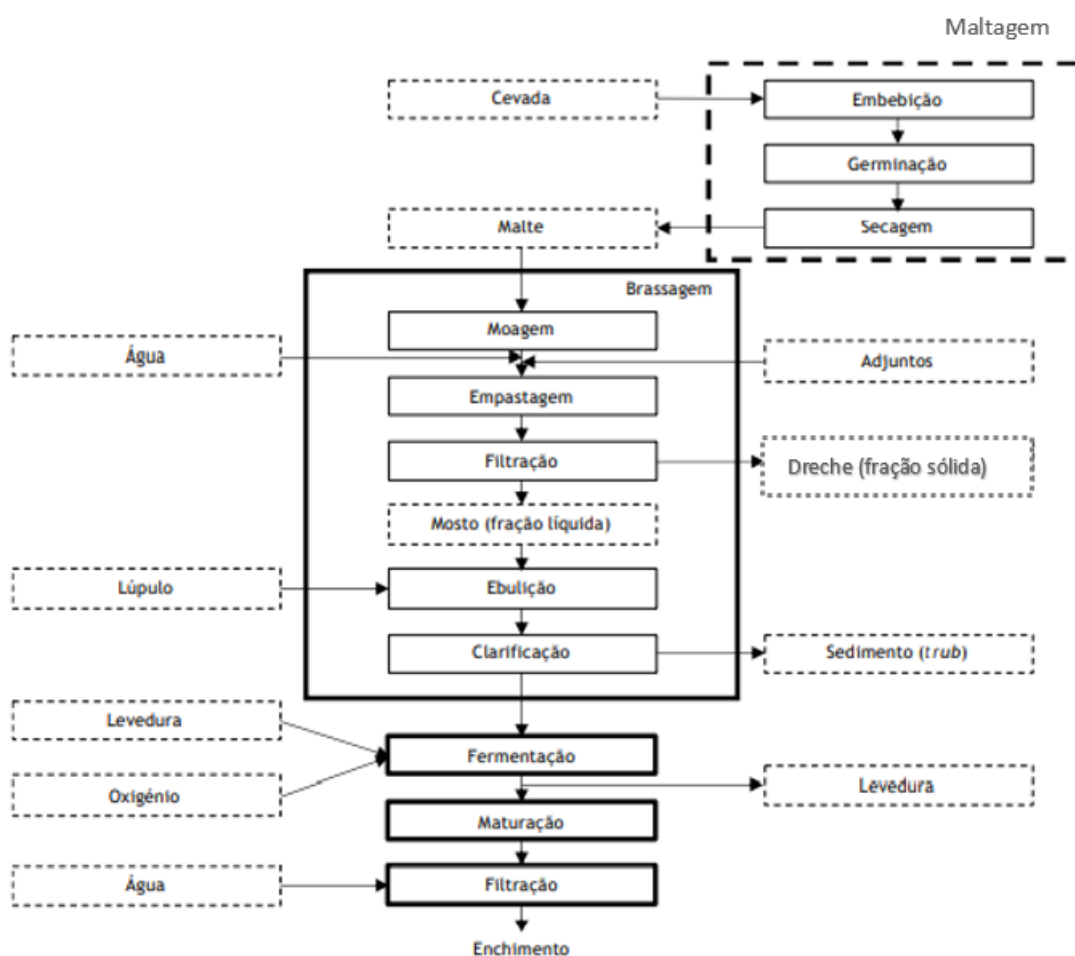 Maltagem
Cevada
Embebição
Germinação
Malte
Secagem
Brassagem
Moagem
Água
Adjuntos
Empastagem
Filtração
Dreche (fração sólida)
Mosto (fração líquida)
Lúpulo
Ebulição
Clarificação
Sedimento (trub)
Levedura
Fermentação
Oxigénio
Levedura
Maturação
Água
Filtração
Enchimento